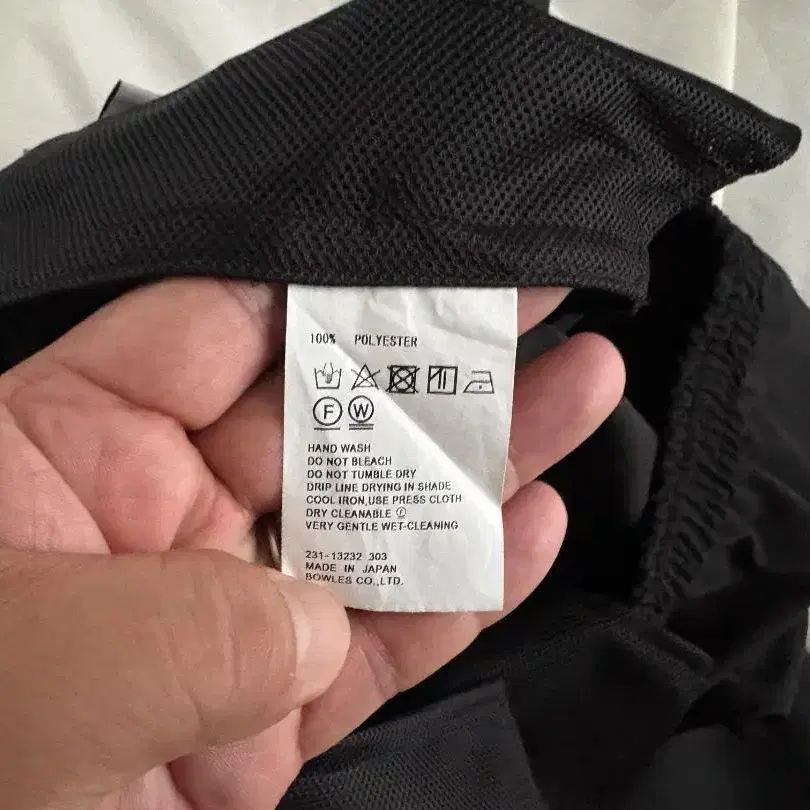 100% POLYESTER
F W
HAND WASH
DO NOT BLEACH
DO NOT TUMBLE DRY
DRIP LINE DRYING IN SHADE
COOL IRON,USE PRESS CLOTH
DRY CLEANABLE Ⓕ
VERY GENTLE WET-CLEANING
231-13232 303
MADE IN JAPAN
BOWLES CO.,LTD.